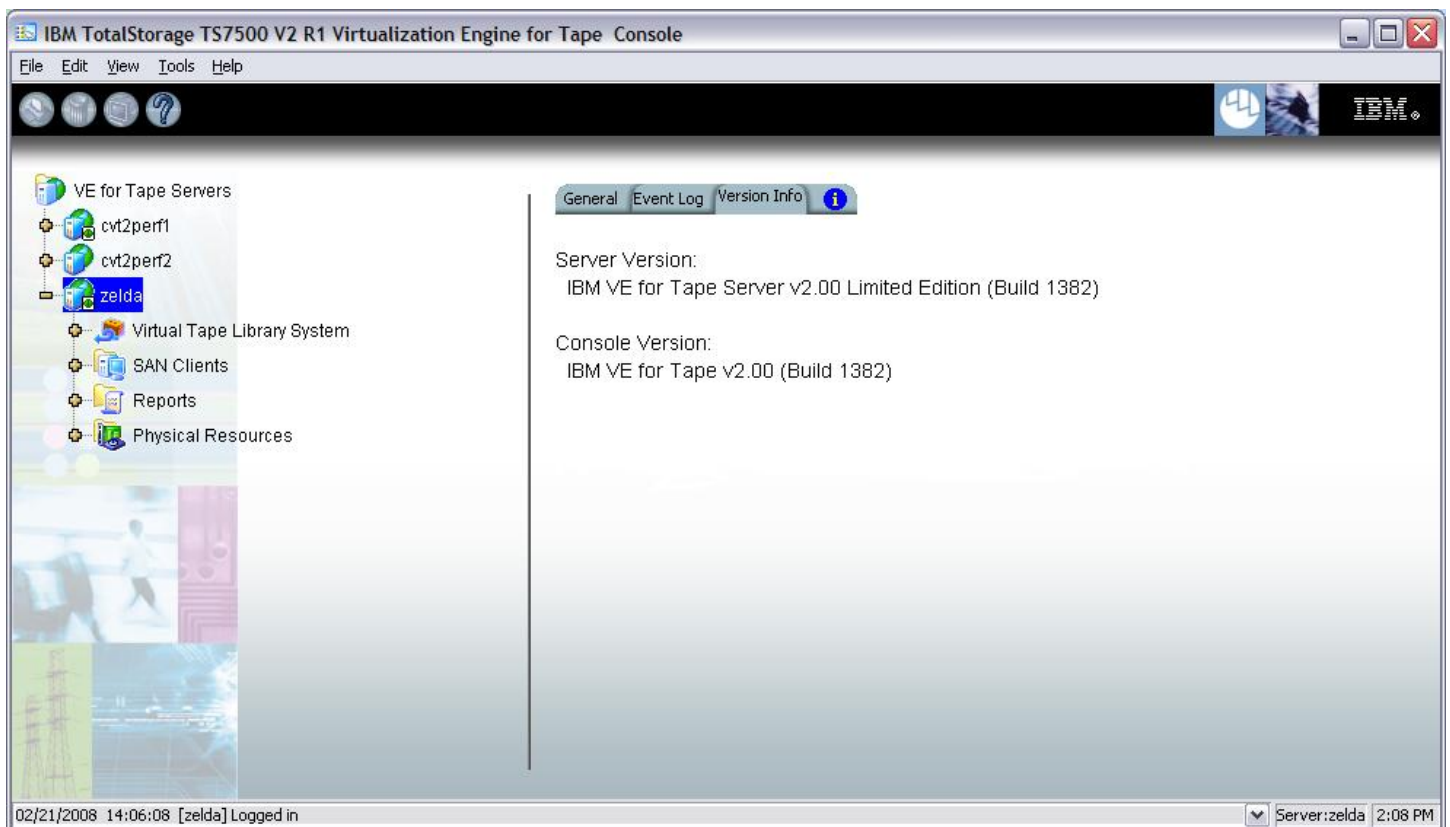 IBM TotalStorage TS7500 V2 R1 Virtualization Engine for Tape Console
File Edit View Tools Help
IBM
VE for Tape Servers
cvt2perf1
cvt2perf2
zelda
Virtual Tape Library System
SAN Clients
Reports
Physical Resources
General Event Log Version Info
Server Version:
IBM VE for Tape Server v2.00 Limited Edition (Build 1382)
Console Version:
IBM VE for Tape v2.00 (Build 1382)
02/21/2008 14:06:08 [zelda] Logged in
Server:zelda 2:08 PM